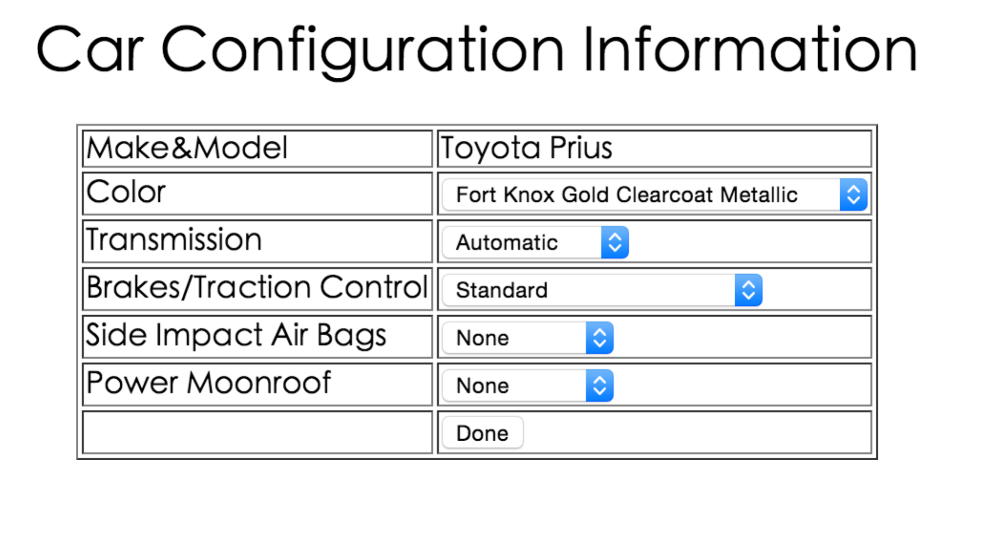 Car Configuration Information
Make&Model Toyota Prius
Color Fort Knox Gold Clearcoat Metallic
Transmission Automatic
Brakes/Traction Control Standard
Side Impact Air Bags None
Power Moonroof None
Done